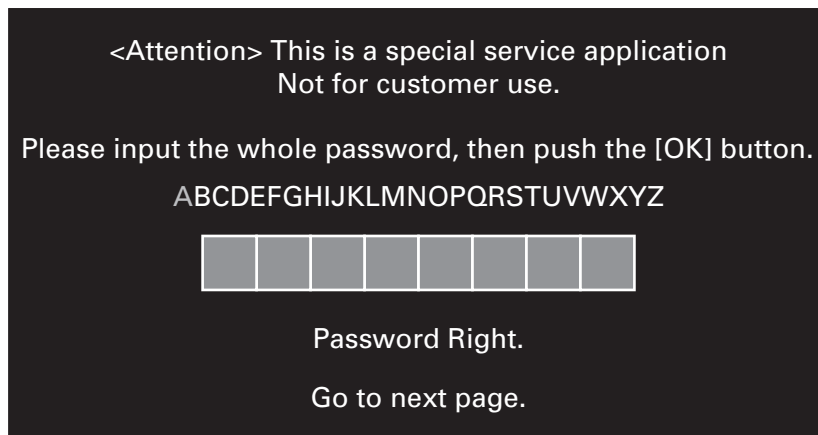 <Attention> This is a special service application
Not for customer use.
Please input the whole password, then push the [OK] button.
ABCDEFGHIJKLMNOPQRSTUVWXYZ
Password Right.
Go to next page.